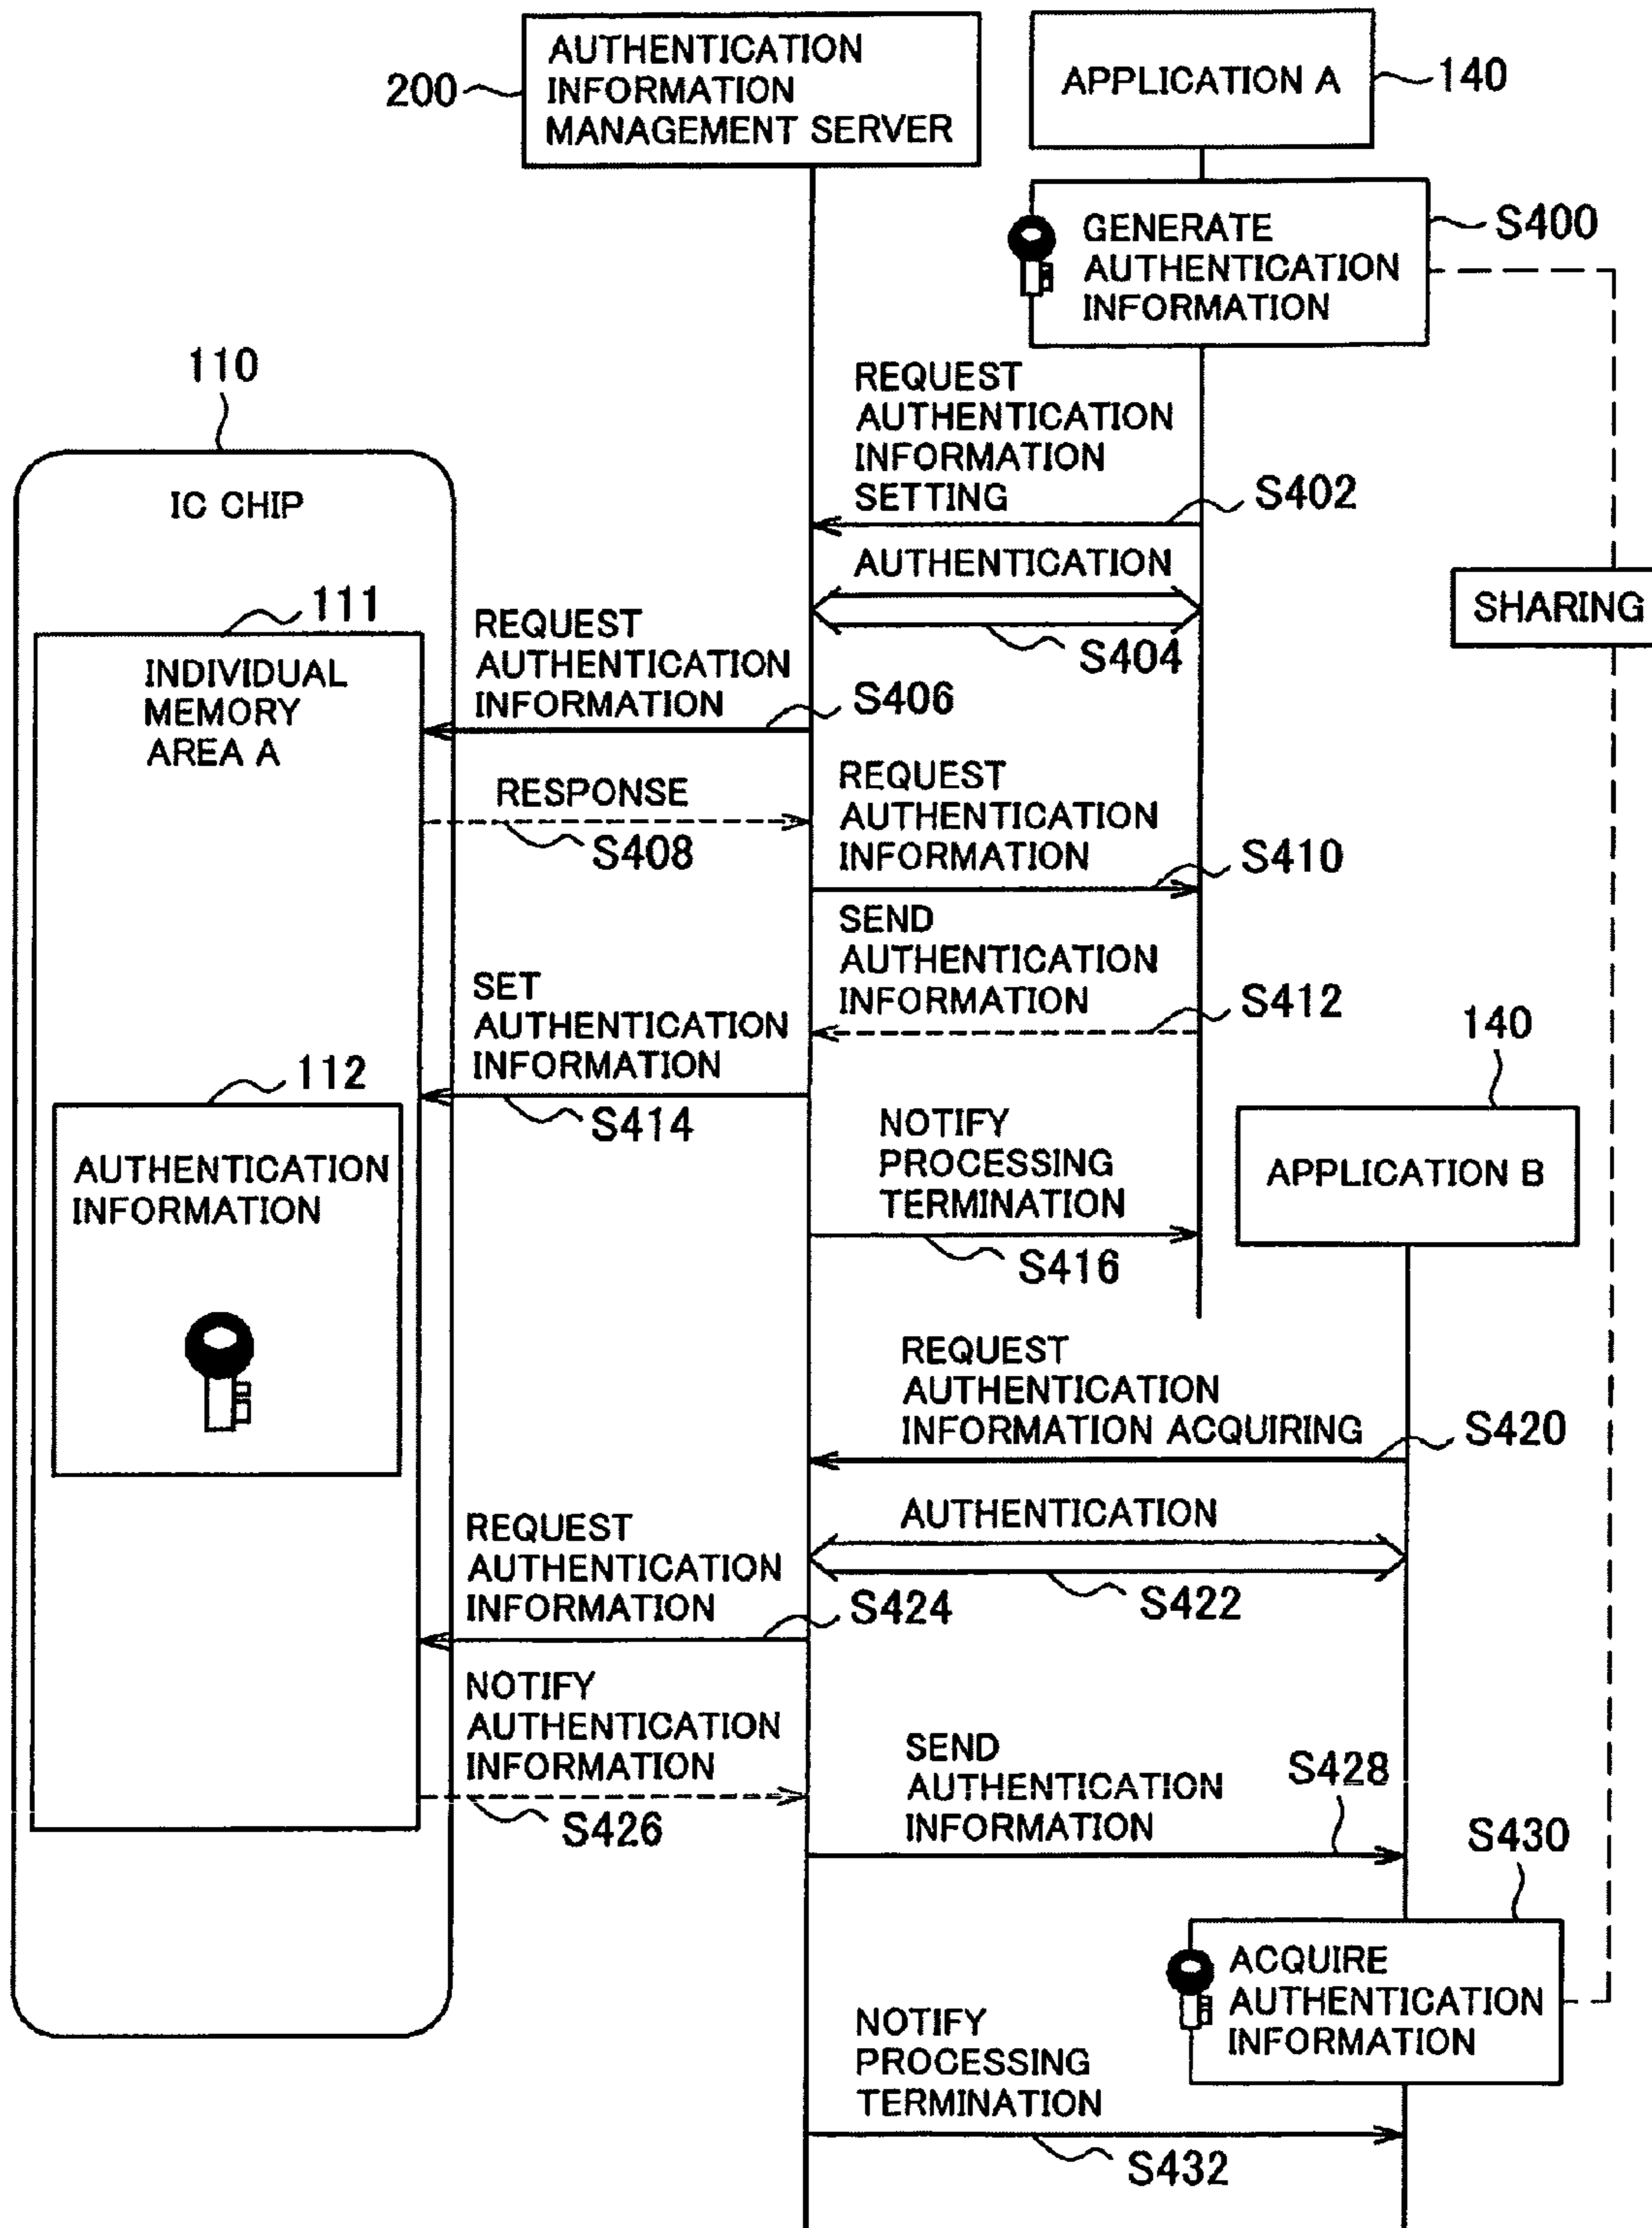 200
AUTHENTICATION
INFORMATION
MANAGEMENT SERVER
APPLICATION A
140
GENERATE
AUTHENTICATION
INFORMATION
S400
110
IC CHIP
REQUEST
AUTHENTICATION
INFORMATION
SETTING
S402
AUTHENTICATION
S404
SHARING
111
INDIVIDUAL
MEMORY
AREA A
REQUEST
AUTHENTICATION
INFORMATION
S406
RESPONSE
S408
REQUEST
AUTHENTICATION
INFORMATION
S410
SEND
AUTHENTICATION
INFORMATION
S412
SET
AUTHENTICATION
INFORMATION
S414
112
AUTHENTICATION
INFORMATION
NOTIFY
PROCESSING
TERMINATION
S416
140
APPLICATION B
REQUEST
AUTHENTICATION
INFORMATION ACQUIRING
S420
AUTHENTICATION
S422
REQUEST
AUTHENTICATION
INFORMATION
S424
NOTIFY
AUTHENTICATION
INFORMATION
S426
SEND
AUTHENTICATION
INFORMATION
S428
S430
ACQUIRE
AUTHENTICATION
INFORMATION
NOTIFY
PROCESSING
TERMINATION
S432